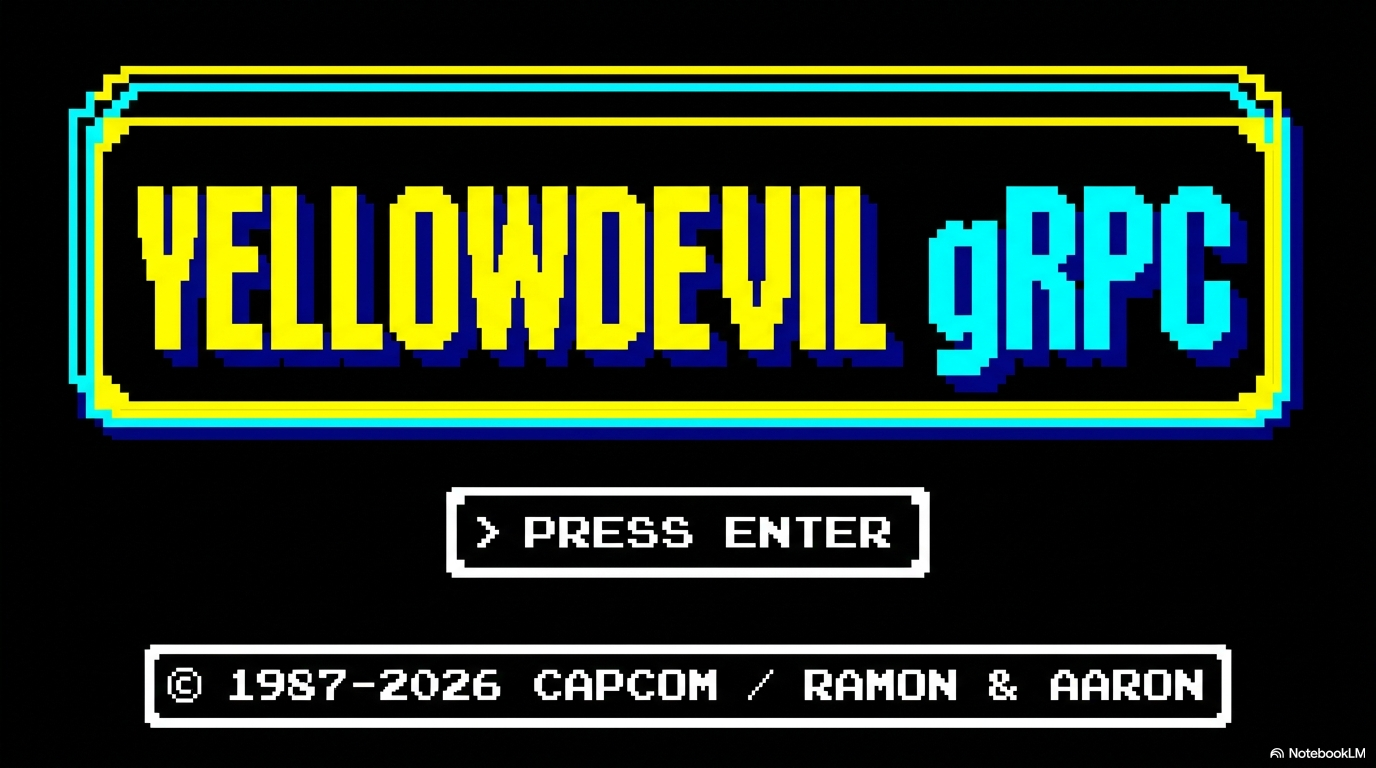 YELLOWDEVIL gRPC
> PRESS ENTER
© 1987-2026 CAPCOM / RAMON & AARON
NotebookLM